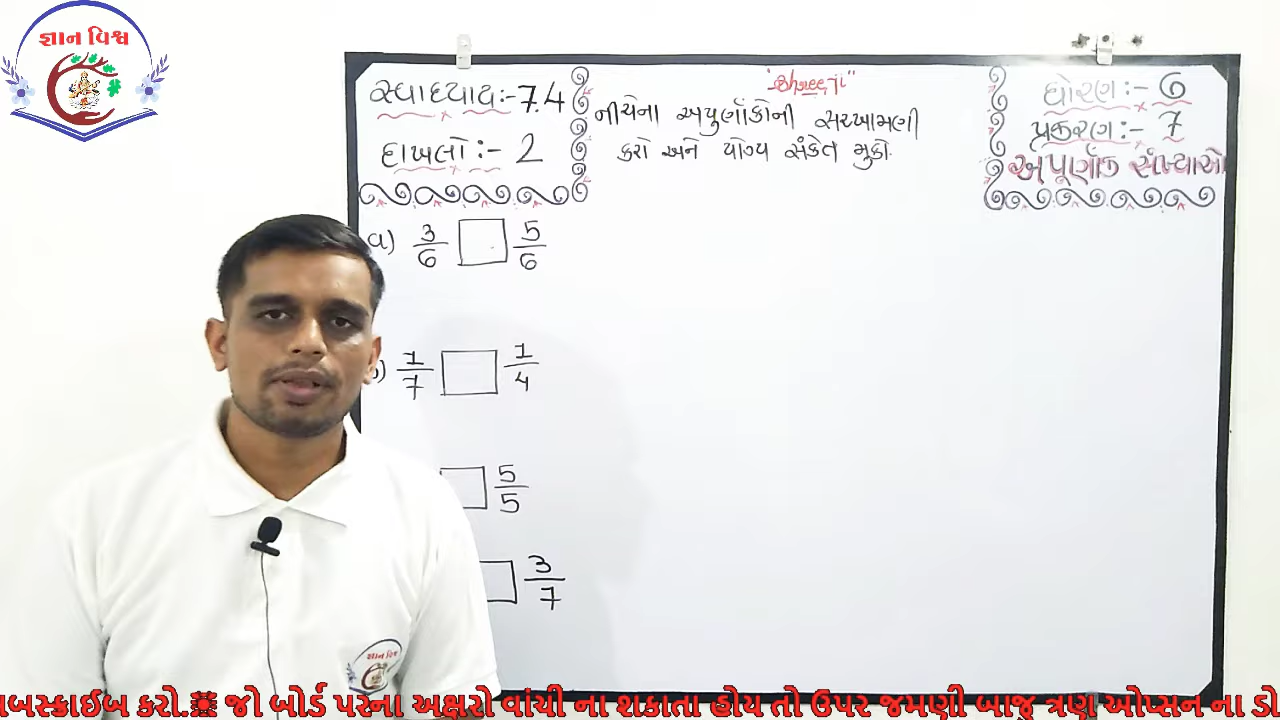 જ્ઞાન વિશ્વ
"Shreeji"
સ્વાધ્યાય:- 7.4
દાખલો:- 2
નીચેના અપુર્ણાંકોની સરખામણી
કરો અને યોગ્ય સંકેત મુકો.
ધોરણ:- 6
પ્રકરણ:- 7
અપૂર્ણાંક સંખ્યાઓ
a) 3/6 □ 5/6
) 1/7 □ 1/4
□ 5/5
□ 3/7
જ્ઞાન વિશ્વ
બસ્ક્રાઈબ કરો. જો બોર્ડ પરના અક્ષરો વાંચી ના શકાતા હોય તો ઉપર જમણી બાજુ ત્રણ ઓપ્સન ના ડો